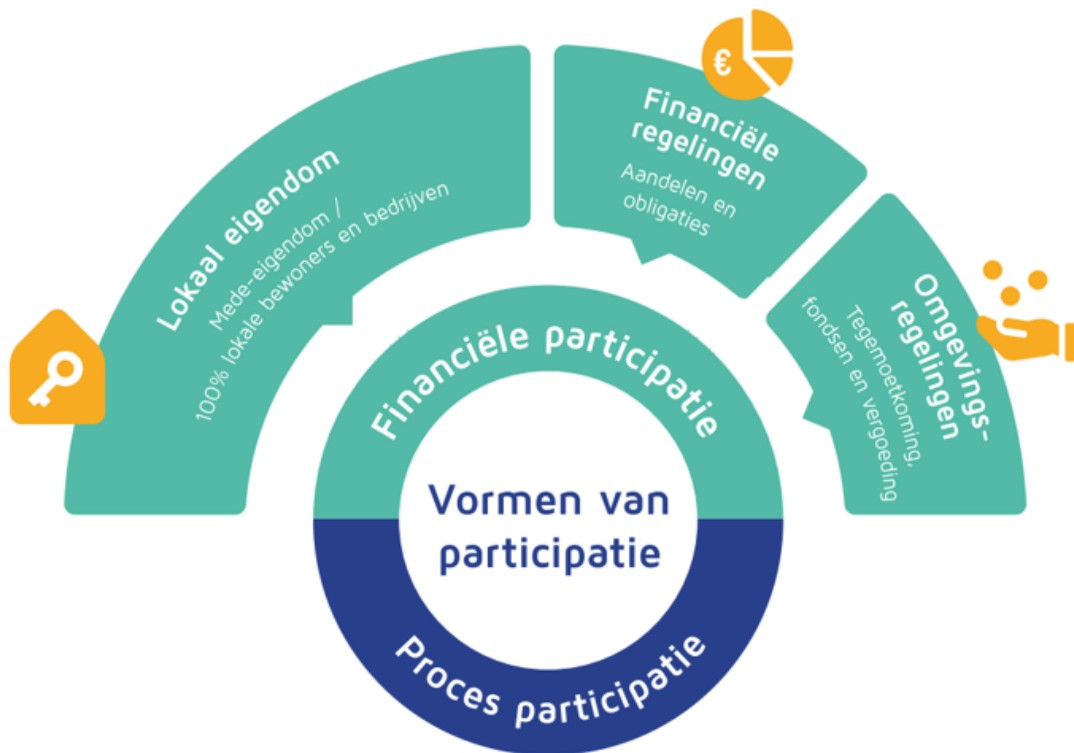 Lokaal eigendom
Mede-eigendom /
100% lokale bewoners en bedrijven
€
Financiële
regelingen
Aandelen en
obligaties
Omgevings-
regelingen
Tegemoetkoming,
fondsen en vergoeding
Financiële participatie
Vormen van
participatie
Proces participatie